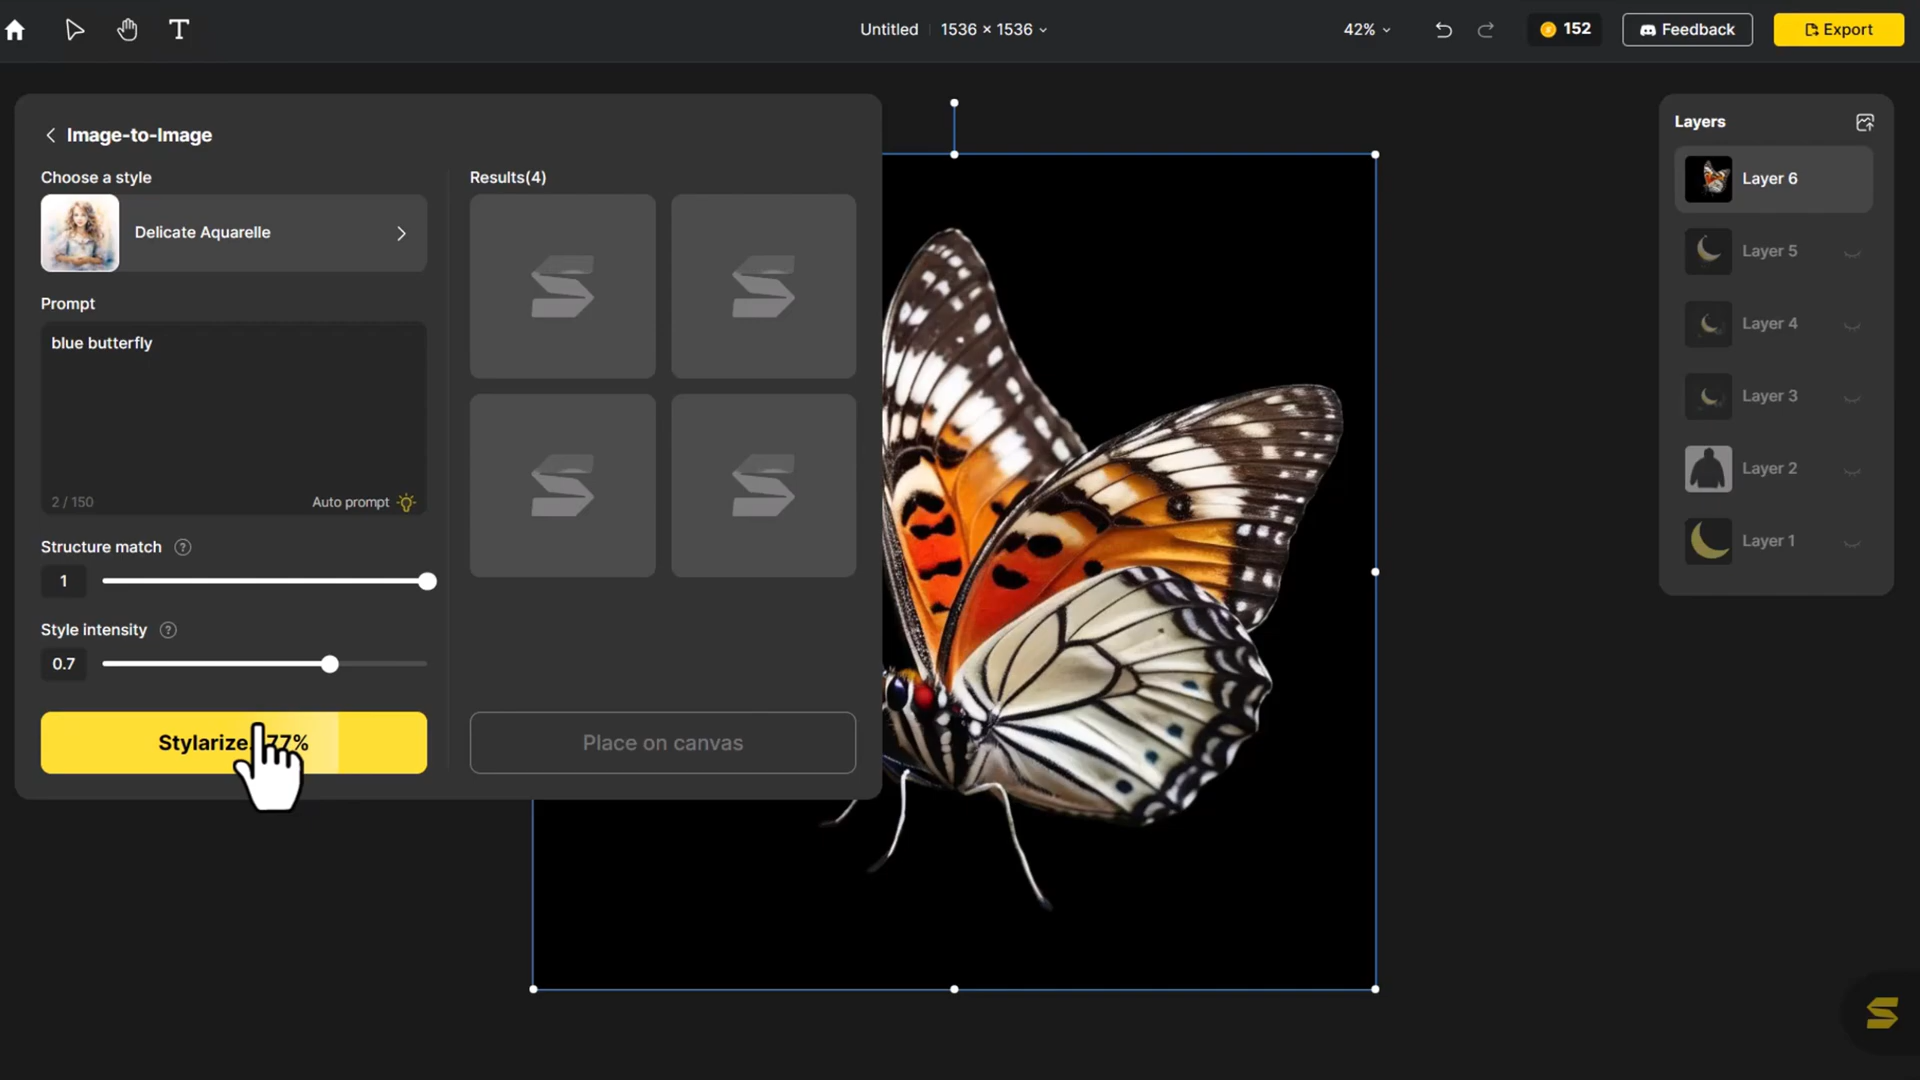 T
Untitled
1536 × 1536
42%
152
Feedback
Export
Image-to-Image
Choose a style
Delicate Aquarelle
Prompt
blue butterfly
2 / 150
Auto prompt
Structure match ?
1
Style intensity ?
0.7
Stylarize 77%
Results(4)
Place on canvas
Layers
Layer 6
Layer 5
Layer 4
Layer 3
Layer 2
Layer 1